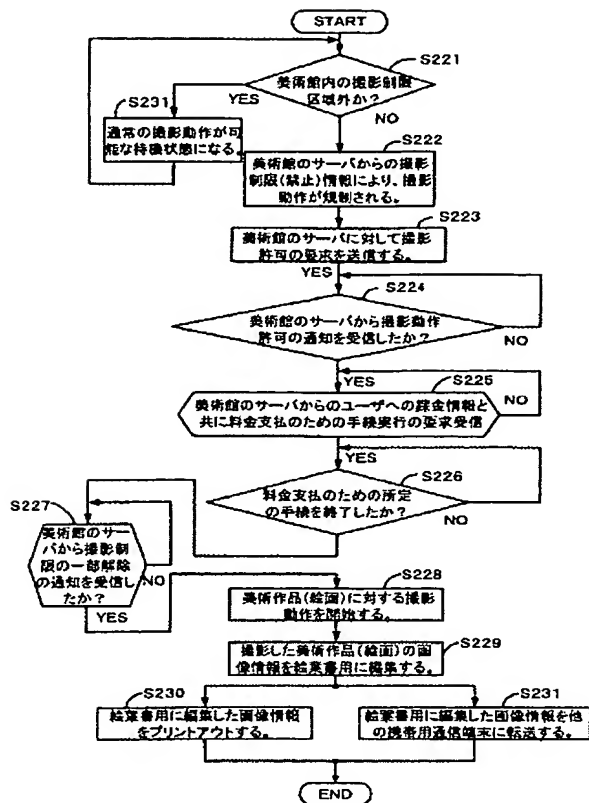 START
S221
美術館内の撮影制限
区域外か？
YES
NO
S231
通常の撮影動作が可
能な待機状態になる。
S222
美術館のサーバからの撮影
制限(禁止)情報により、撮影
動作が規制される。
S223
美術館のサーバに対して撮影
許可の要求を送信する。
YES
S224
美術館のサーバから撮影動作
許可の通知を受信したか？
NO
YES
S225
NO
美術館のサーバからのユーザへの課金情報と
共に料金支払のための手続実行の要求受信
YES
S226
料金支払のための所定
の手続を終了したか？
NO
S227
美術館のサー
バから撮影制
限の一部解除
の通知を受信し
たか？
NO
YES
S228
美術作品(絵画)に対する撮影
動作を開始する。
S229
撮影した美術作品(絵画)の画
像情報を絵葉書用に編集する。
S230
絵葉書用に編集した画像情報
をプリントアウトする。
S231
絵葉書用に編集した画像情報を他
の携帯用通信端末に転送する。
END